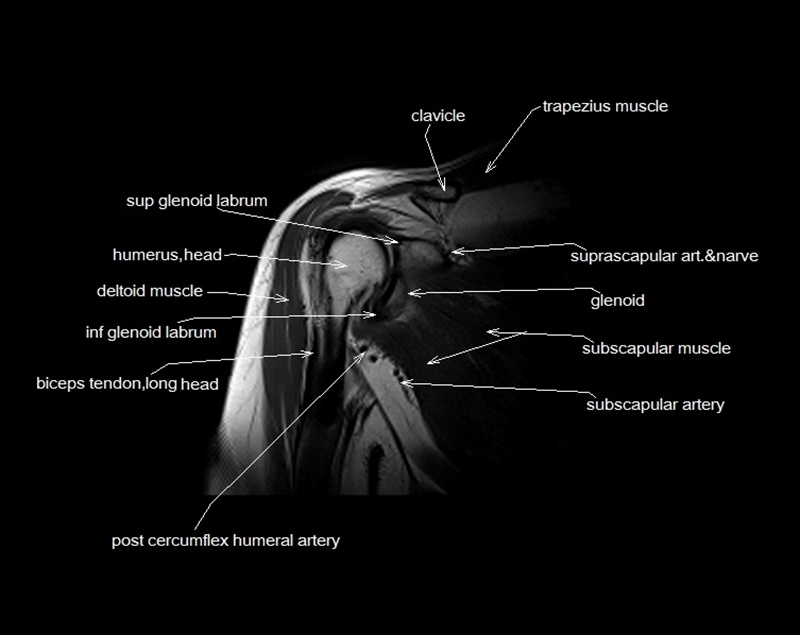 trapezius muscle
clavicle
sup glenoid labrum
humerus,head
suprascapular art.&narve
deltoid muscle
glenoid
inf glenoid labrum
subscapular muscle
biceps tendon,long head
subscapular artery
post cercumflex humeral artery